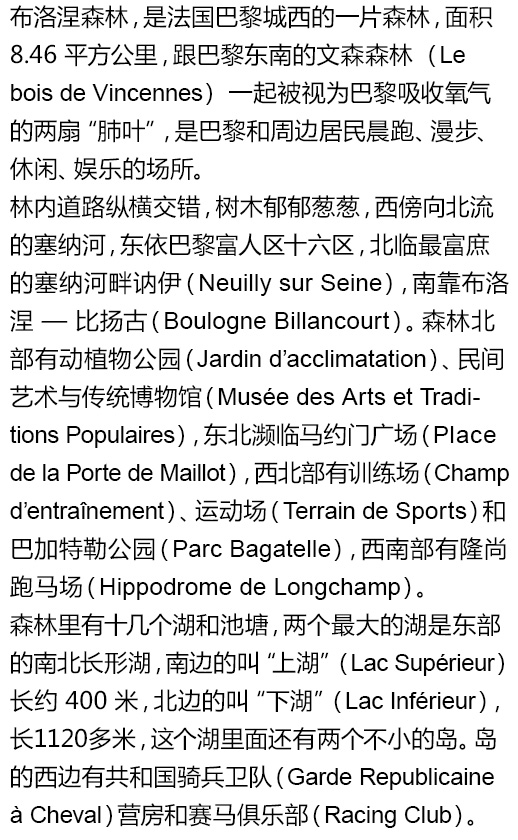 布洛涅森林，是法国巴黎城西的一片森林，面积
8.46 平方公里，跟巴黎东南的文森森林（Le
bois de Vincennes）一起被视为巴黎吸收氧气
的两扇“肺叶”，是巴黎和周边居民晨跑、漫步、
休闲、娱乐的场所。
林内道路纵横交错，树木郁郁葱葱，西傍向北流
的塞纳河，东依巴黎富人区十六区，北临最富庶
的塞纳河畔讷伊（Neuilly sur Seine），南靠布洛
涅 — 比扬古（Boulogne Billancourt）。森林北
部有动植物公园（Jardin d’acclimatation）、民间
艺术与传统博物馆（Musée des Arts et Tradi-
tions Populaires），东北濒临马约门广场（Place
de la Porte de Maillot），西北部有训练场（Champ
d’entraînement）、运动场（Terrain de Sports）和
巴加特勒公园（Parc Bagatelle），西南部有隆尚
跑马场（Hippodrome de Longchamp）。
森林里有十几个湖和池塘，两个最大的湖是东部
的南北长形湖，南边的叫“上湖”（Lac Supérieur）
长约 400 米，北边的叫“下湖”（Lac Inférieur），
长1120多米，这个湖里面还有两个不小的岛。岛
的西边有共和国骑兵卫队（Garde Republicaine
à Cheval）营房和赛马俱乐部（Racing Club）。